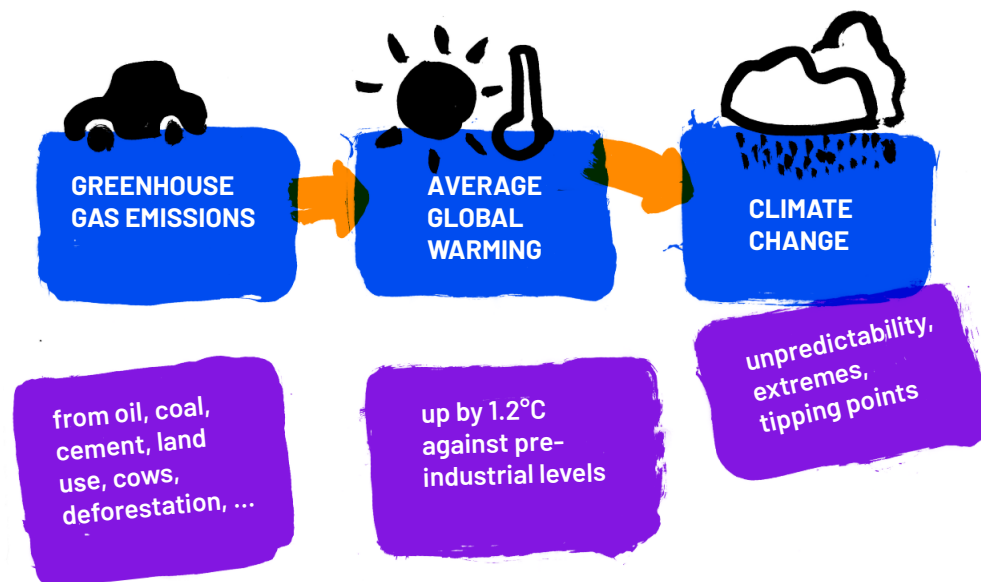 GREENHOUSE
GAS EMISSIONS
AVERAGE
GLOBAL
WARMING
CLIMATE
CHANGE
from oil, coal,
cement, land
use, cows,
deforestation, ...
up by 1.2°C
against pre-
industrial levels
unpredictability,
extremes,
tipping points